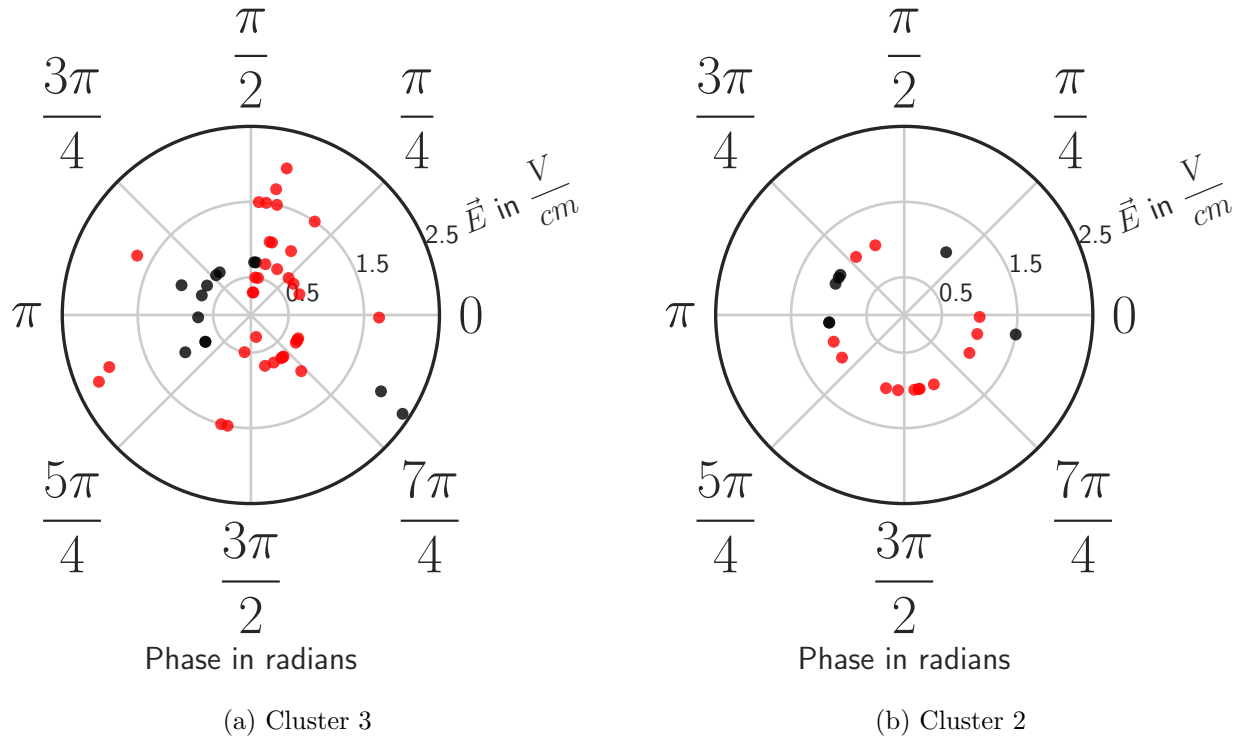 π/2
3π/4
π/4
E⃗ in V/cm
2.5
1.5
0.5
π
0
5π/4
7π/4
3π/2
Phase in radians
(a) Cluster 3
π/2
3π/4
π/4
E⃗ in V/cm
2.5
1.5
0.5
π
0
5π/4
7π/4
3π/2
Phase in radians
(b) Cluster 2